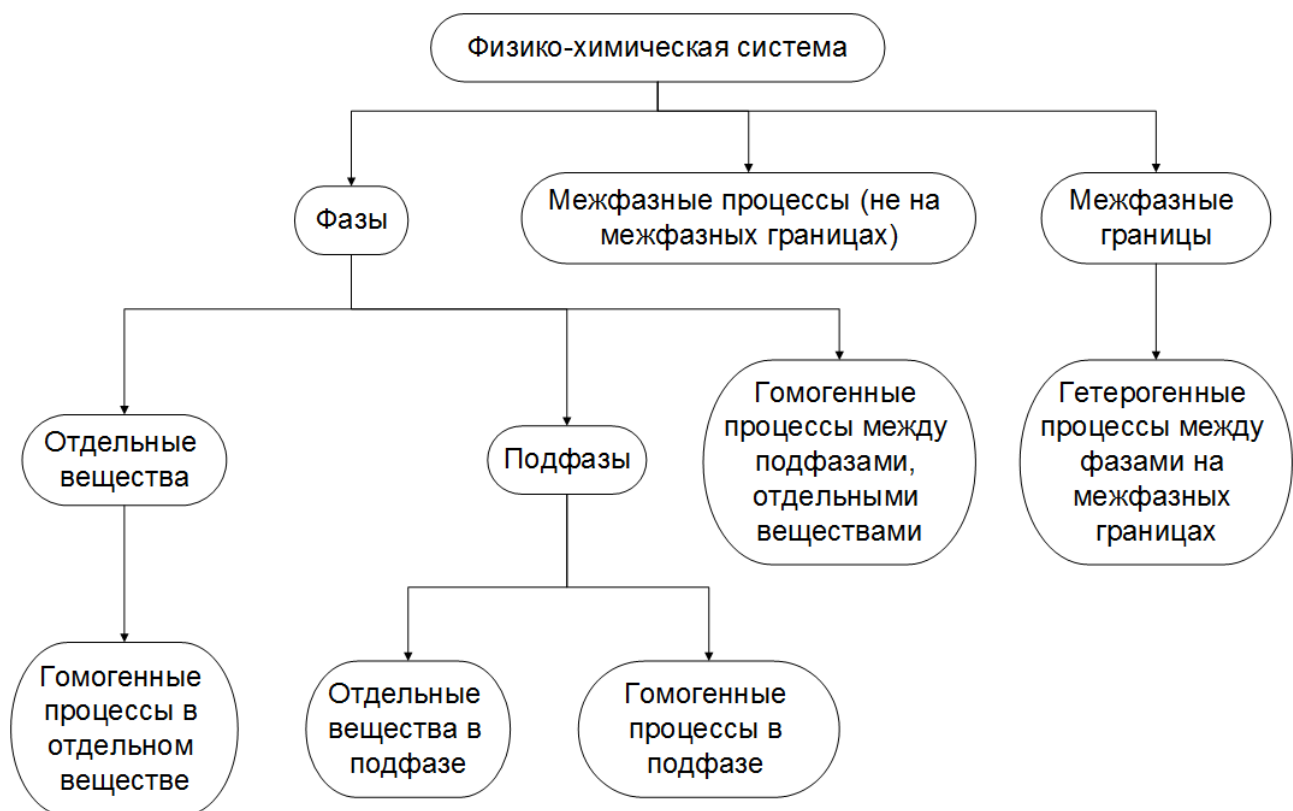 Физико-химическая система
Фазы
Межфазные процессы (не на
межфазных границах)
Межфазные
границы
Отдельные
вещества
Подфазы
Гомогенные
процессы между
подфазами,
отдельными
веществами
Гетерогенные
процессы между
фазами на
межфазных
границах
Гомогенные
процессы в
отдельном
веществе
Отдельные
вещества в
подфазе
Гомогенные
процессы в
подфазе